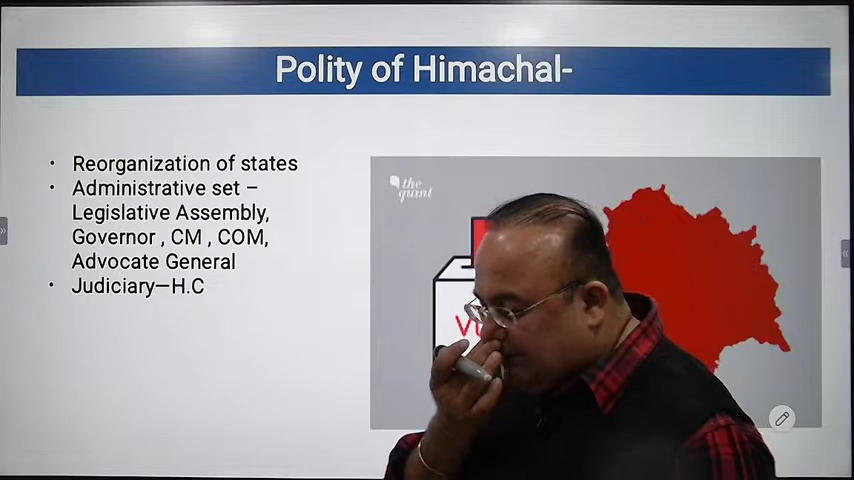 Polity of Himachal-
• Reorganization of states
• Administrative set –
Legislative Assembly,
Governor , CM , COM,
Advocate General
• Judiciary—H.C
the
quint